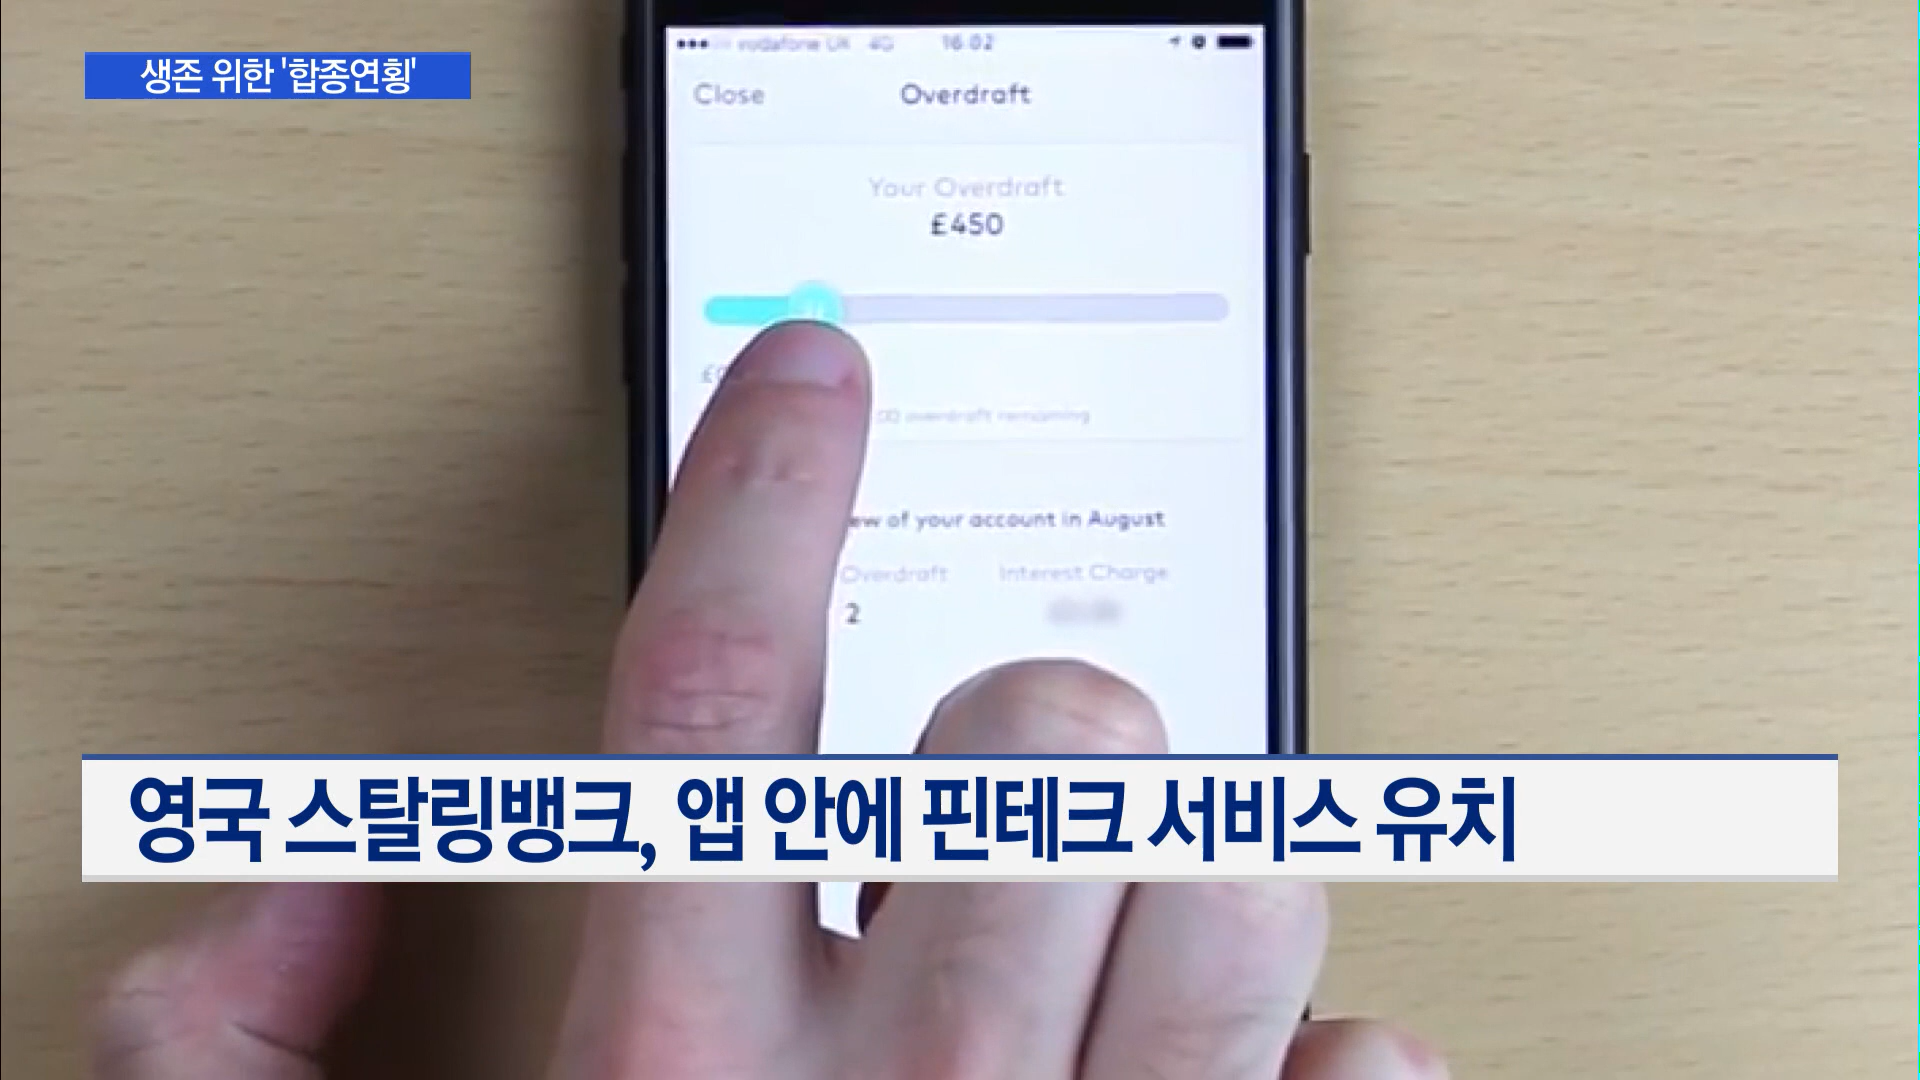 생존 위한 '합종연횡'
vodafone UK 4G 16:02
Close Overdraft
Your Overdraft
£450
overdraft remaining
of your account in August
Overdraft Interest Charge
2
영국 스탈링뱅크, 앱 안에 핀테크 서비스 유치